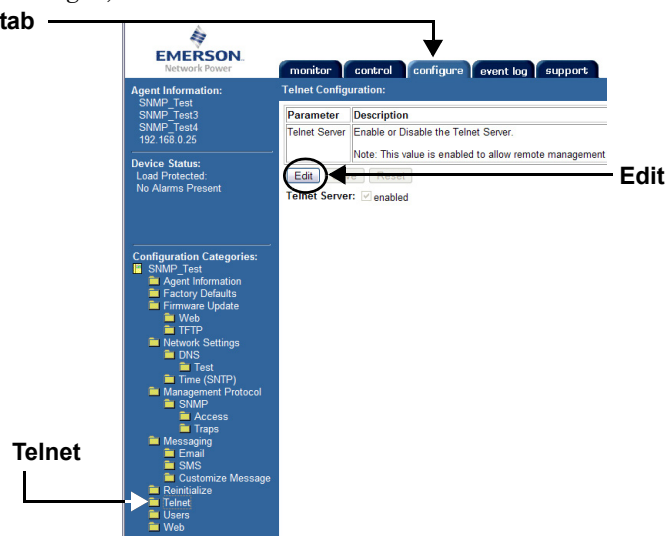 tab
EMERSON
Network Power
monitor control configure event log support
Agent Information:
SNMP_Test
SNMP_Test3
SNMP_Test4
192.168.0.25
Device Status:
Load Protected:
No Alarms Present
Telnet Configuration:
Parameter Description
Telnet Server Enable or Disable the Telnet Server.
Note: This value is enabled to allow remote management
Edit Reset
Edit
Telnet Server: enabled
Configuration Categories:
SNMP_Test
Agent Information
Factory Defaults
Firmware Update
Web
TFTP
Network Settings
DNS
Test
Time (SNTP)
Management Protocol
SNMP
Access
Traps
Messaging
Email
SMS
Customize Message
Reinitialize
Telnet
Telnet
Users
Web